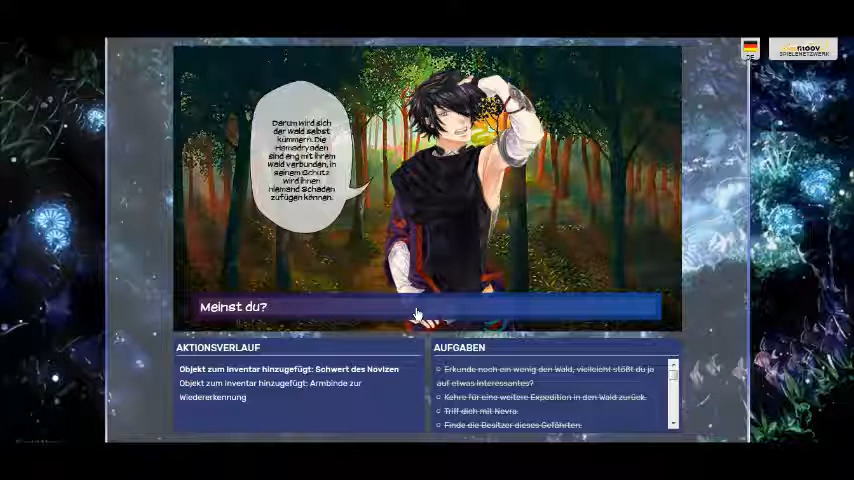 DE
moov
SPIELENETZWERK
Darum wird sich
der Wald selbst
kümmern. Die
Hamadryaden
sind eng mit ihrem
Wald verbunden, in
seinem Schutz
wird ihnen
niemand Schaden
zufügen können.
Meinst du?
AKTIONSVERLAUF
Objekt zum Inventar hinzugefügt: Schwert des Novizen
Objekt zum Inventar hinzugefügt: Armbinde zur
Wiedererkennung
AUFGABEN
Erkunde noch ein wenig den Wald, vielleicht stößt du ja
auf etwas Interessantes?
Kehre für eine weitere Expedition in den Wald zurück.
Triff dich mit Nevra.
Finde die Besitzer dieses Gefährten.